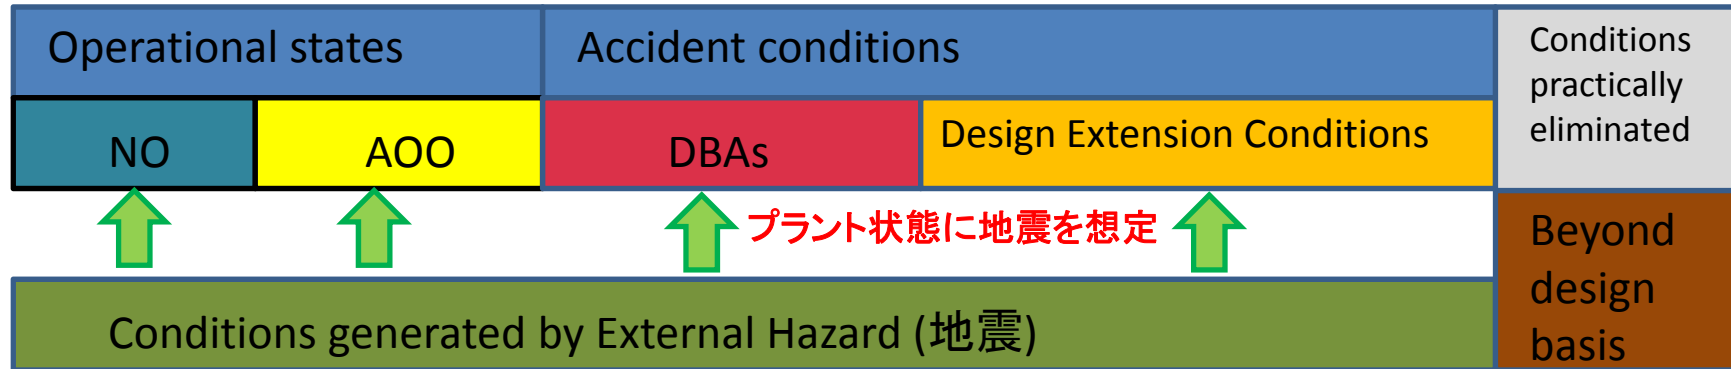 Operational states
Accident conditions
Conditions
practically
eliminated
NO
AOO
DBAs
Design Extension Conditions
プラント状態に地震を想定
Beyond
design
basis
Conditions generated by External Hazard (地震)